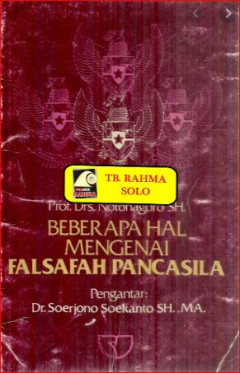 TB. RAHMA
SOLO
Prof. Drs. Notonagoro SH.
BEBERAPA HAL
MENGENAI
FALSAFAH PANCASILA
Pengantar:
Dr. Soerjono Soekanto SH., MA.